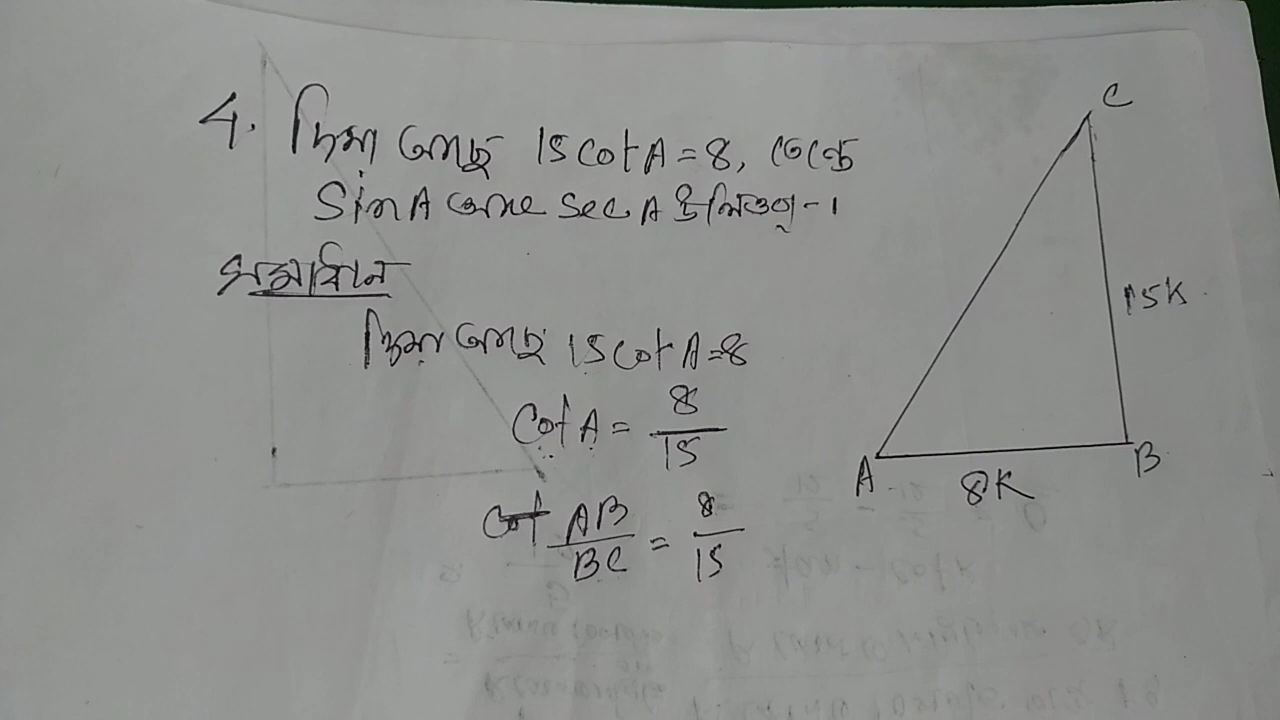 4. দিয়া আছে 15 cot A = 8, তেন্তে
Sin A আৰু sec A উলিওৱা -।
সমাধান
দিয়া আছে 15 cot A = 8
Cot A = 8/15
AB/BC = 8/15
C
15K
A
8K
B